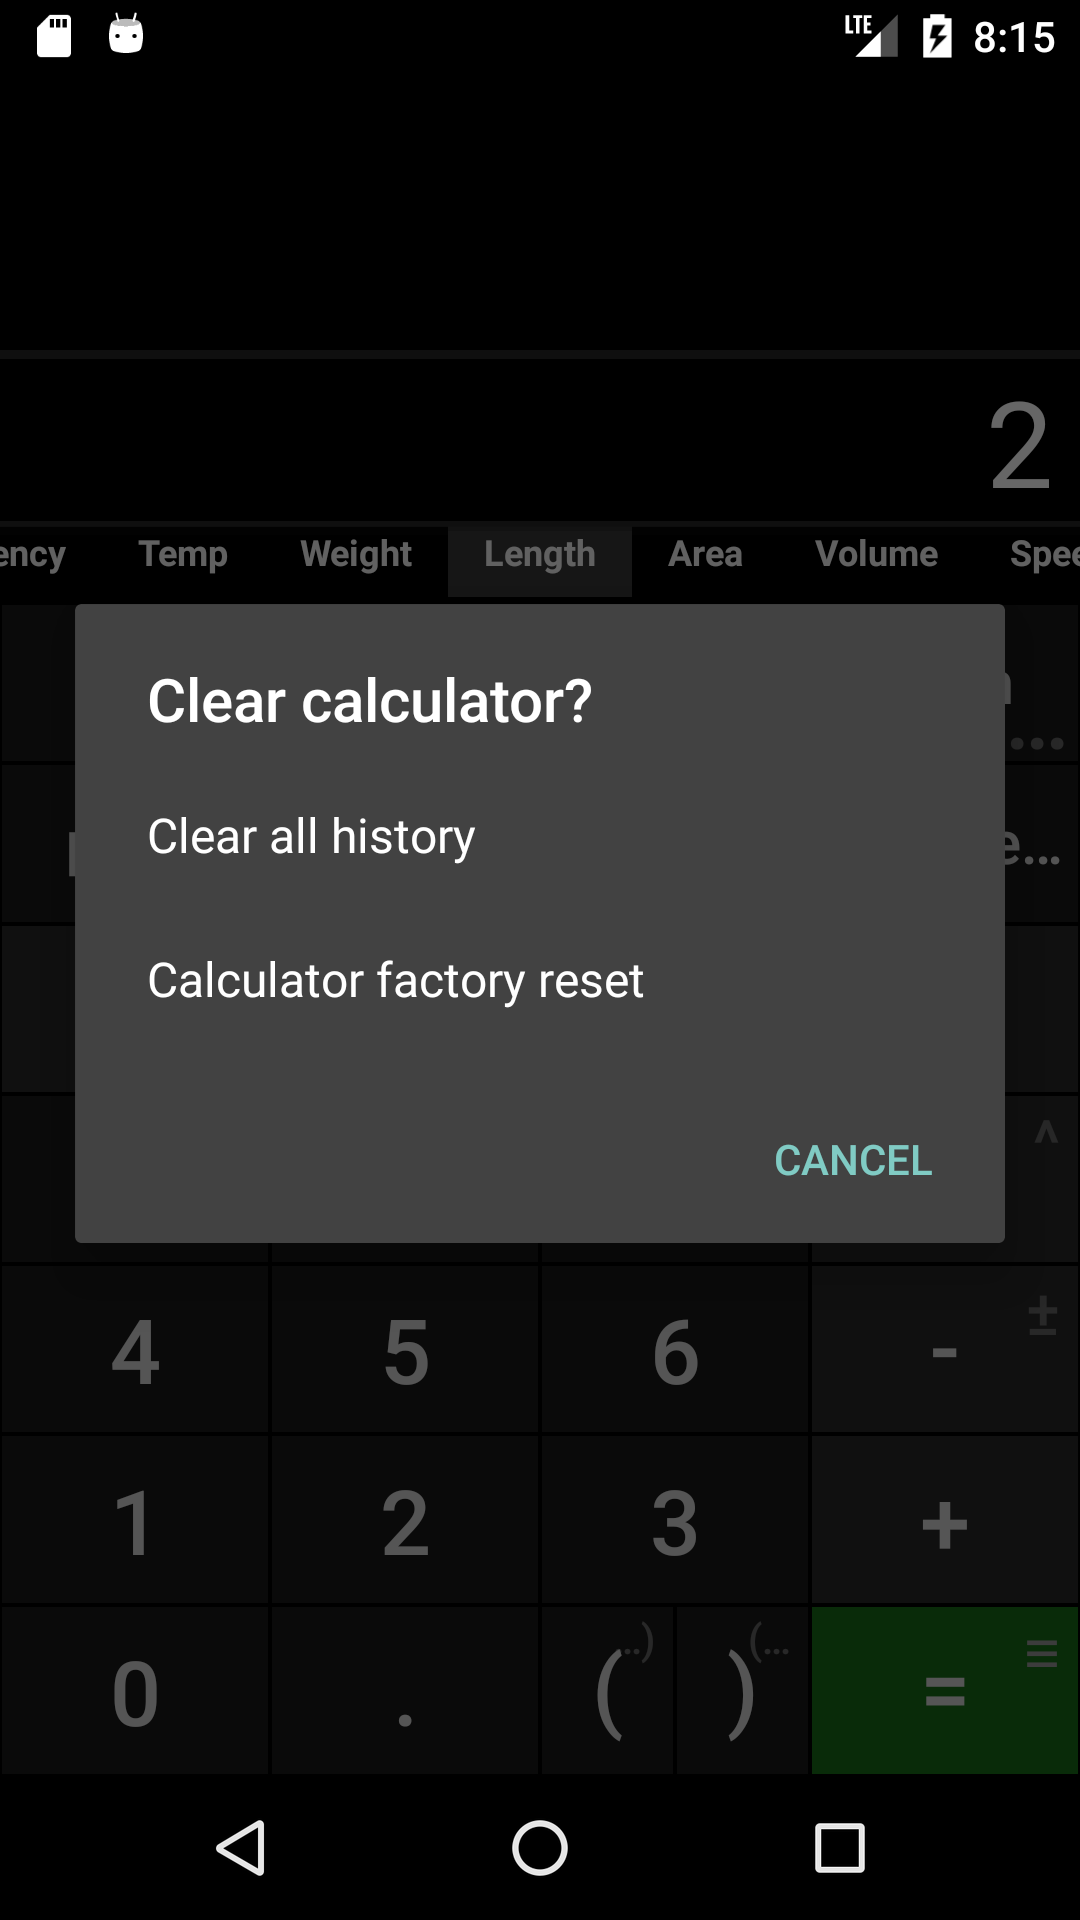 LTE 8:15
2
ency Temp Weight Length Area Volume Spee
Clear calculator?
Clear all history
e…
Calculator factory reset
^
CANCEL
4 5 6 - ±
1 2 3 +
0 . ( ..) ) (… = ≡